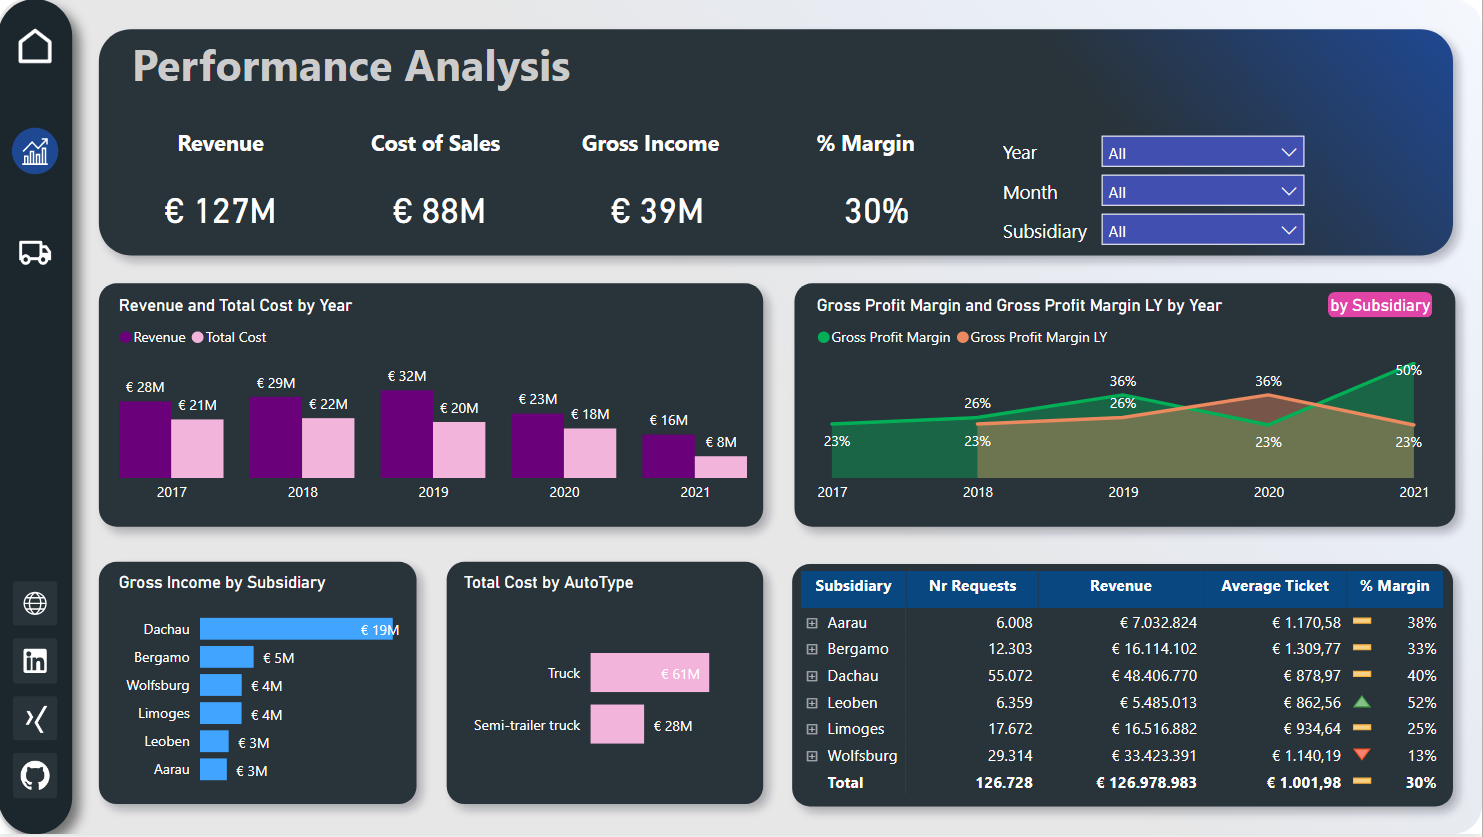 Performance Analysis
Revenue Cost of Sales Gross Income % Margin
€ 127M € 88M € 39M 30%
Year All
Month All
Subsidiary All
Revenue and Total Cost by Year
Revenue Total Cost
€ 28M € 21M € 29M € 22M € 32M € 20M € 23M € 18M € 16M € 8M
2017 2018 2019 2020 2021
Gross Profit Margin and Gross Profit Margin LY by Year by Subsidiary
Gross Profit Margin Gross Profit Margin LY
23% 26% 23% 36% 26% 36% 23% 50% 23%
2017 2018 2019 2020 2021
Gross Income by Subsidiary
Dachau € 19M
Bergamo € 5M
Wolfsburg € 4M
Limoges € 4M
Leoben € 3M
Aarau € 3M
Total Cost by AutoType
Truck € 61M
Semi-trailer truck € 28M
Subsidiary Nr Requests Revenue Average Ticket % Margin
Aarau 6.008 € 7.032.824 € 1.170,58 38%
Bergamo 12.303 € 16.114.102 € 1.309,77 33%
Dachau 55.072 € 48.406.770 € 878,97 40%
Leoben 6.359 € 5.485.013 € 862,56 52%
Limoges 17.672 € 16.516.882 € 934,64 25%
Wolfsburg 29.314 € 33.423.391 € 1.140,19 13%
Total 126.728 € 126.978.983 € 1.001,98 30%
in